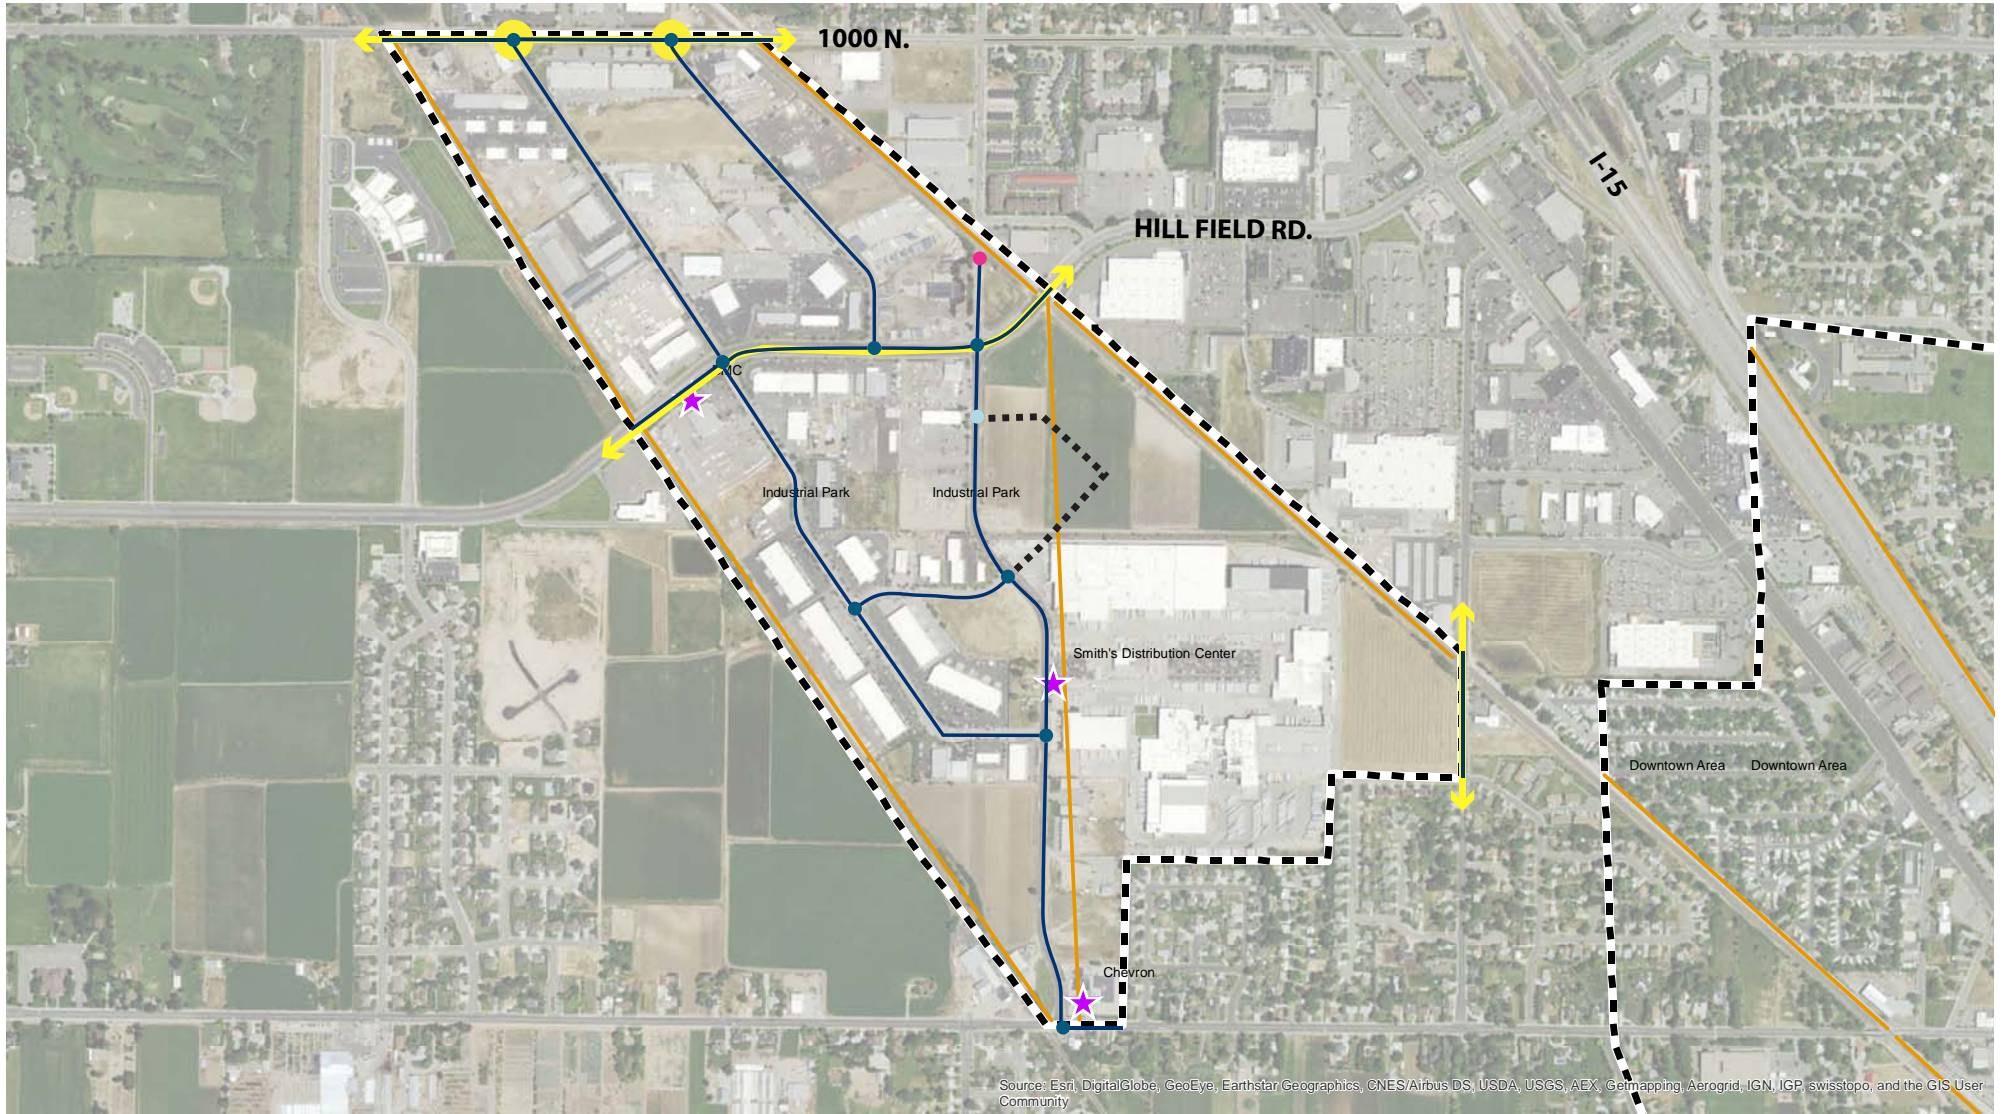 1000 N.
I-15
HILL FIELD RD.
MC
Industrial Park
Industrial Park
Smith's Distribution Center
Downtown Area
Downtown Area
Chevron
Source: Esri, DigitalGlobe, GeoEye, Earthstar Geographics, CNES/Airbus DS, USDA, USGS, AEX, Getmapping, Aerogrid, IGN, IGP, swisstopo, and the GIS User
Community